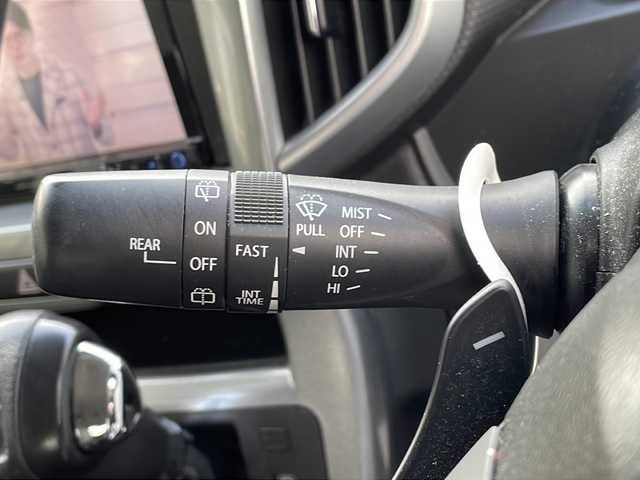 REAR
ON
OFF
FAST
INT
TIME
PULL
MIST
OFF
INT
LO
HI